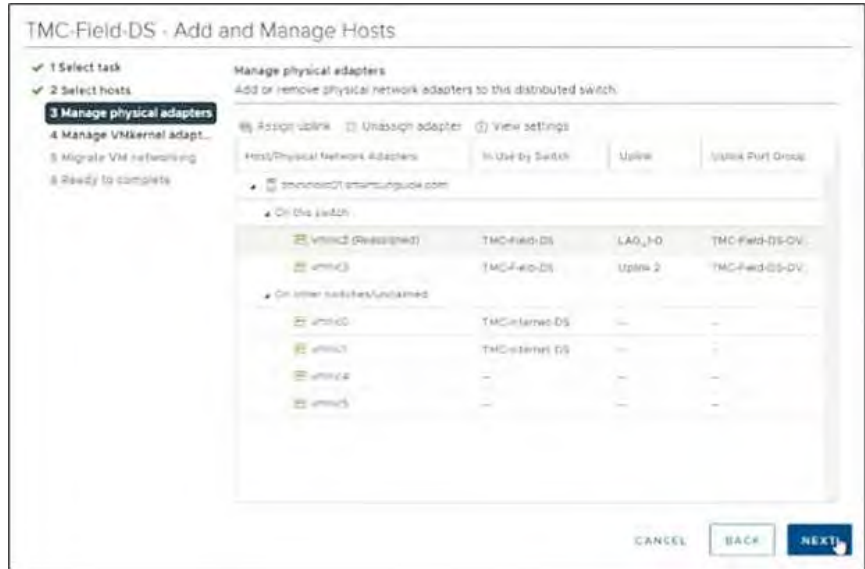 TMC-Field-DS - Add and Manage Hosts
✓ 1 Select task
✓ 2 Select hosts
3 Manage physical adapters
4 Manage VMkernel adapt...
5 Migrate VM networking
6 Ready to complete
Manage physical adapters
Add or remove physical network adapters to this distributed switch.
Assign uplink Unassign adapter View settings
Host/Physical Network Adapters In Use by Switch Uplink Uplink Port Group
On this switch
vmnic2 (Reassigned) TMC-Field-DS LAG_1-0 TMC-Field-DS-DV...
vmnic3 TMC-Field-DS Uplink 2 TMC-Field-DS-DV...
On other switches/unclaimed
vmnic0 TMC-Internet-DS -- --
vmnic1 TMC-Internet-DS -- --
vmnic4 -- -- --
vmnic5 -- -- --
CANCEL BACK NEXT